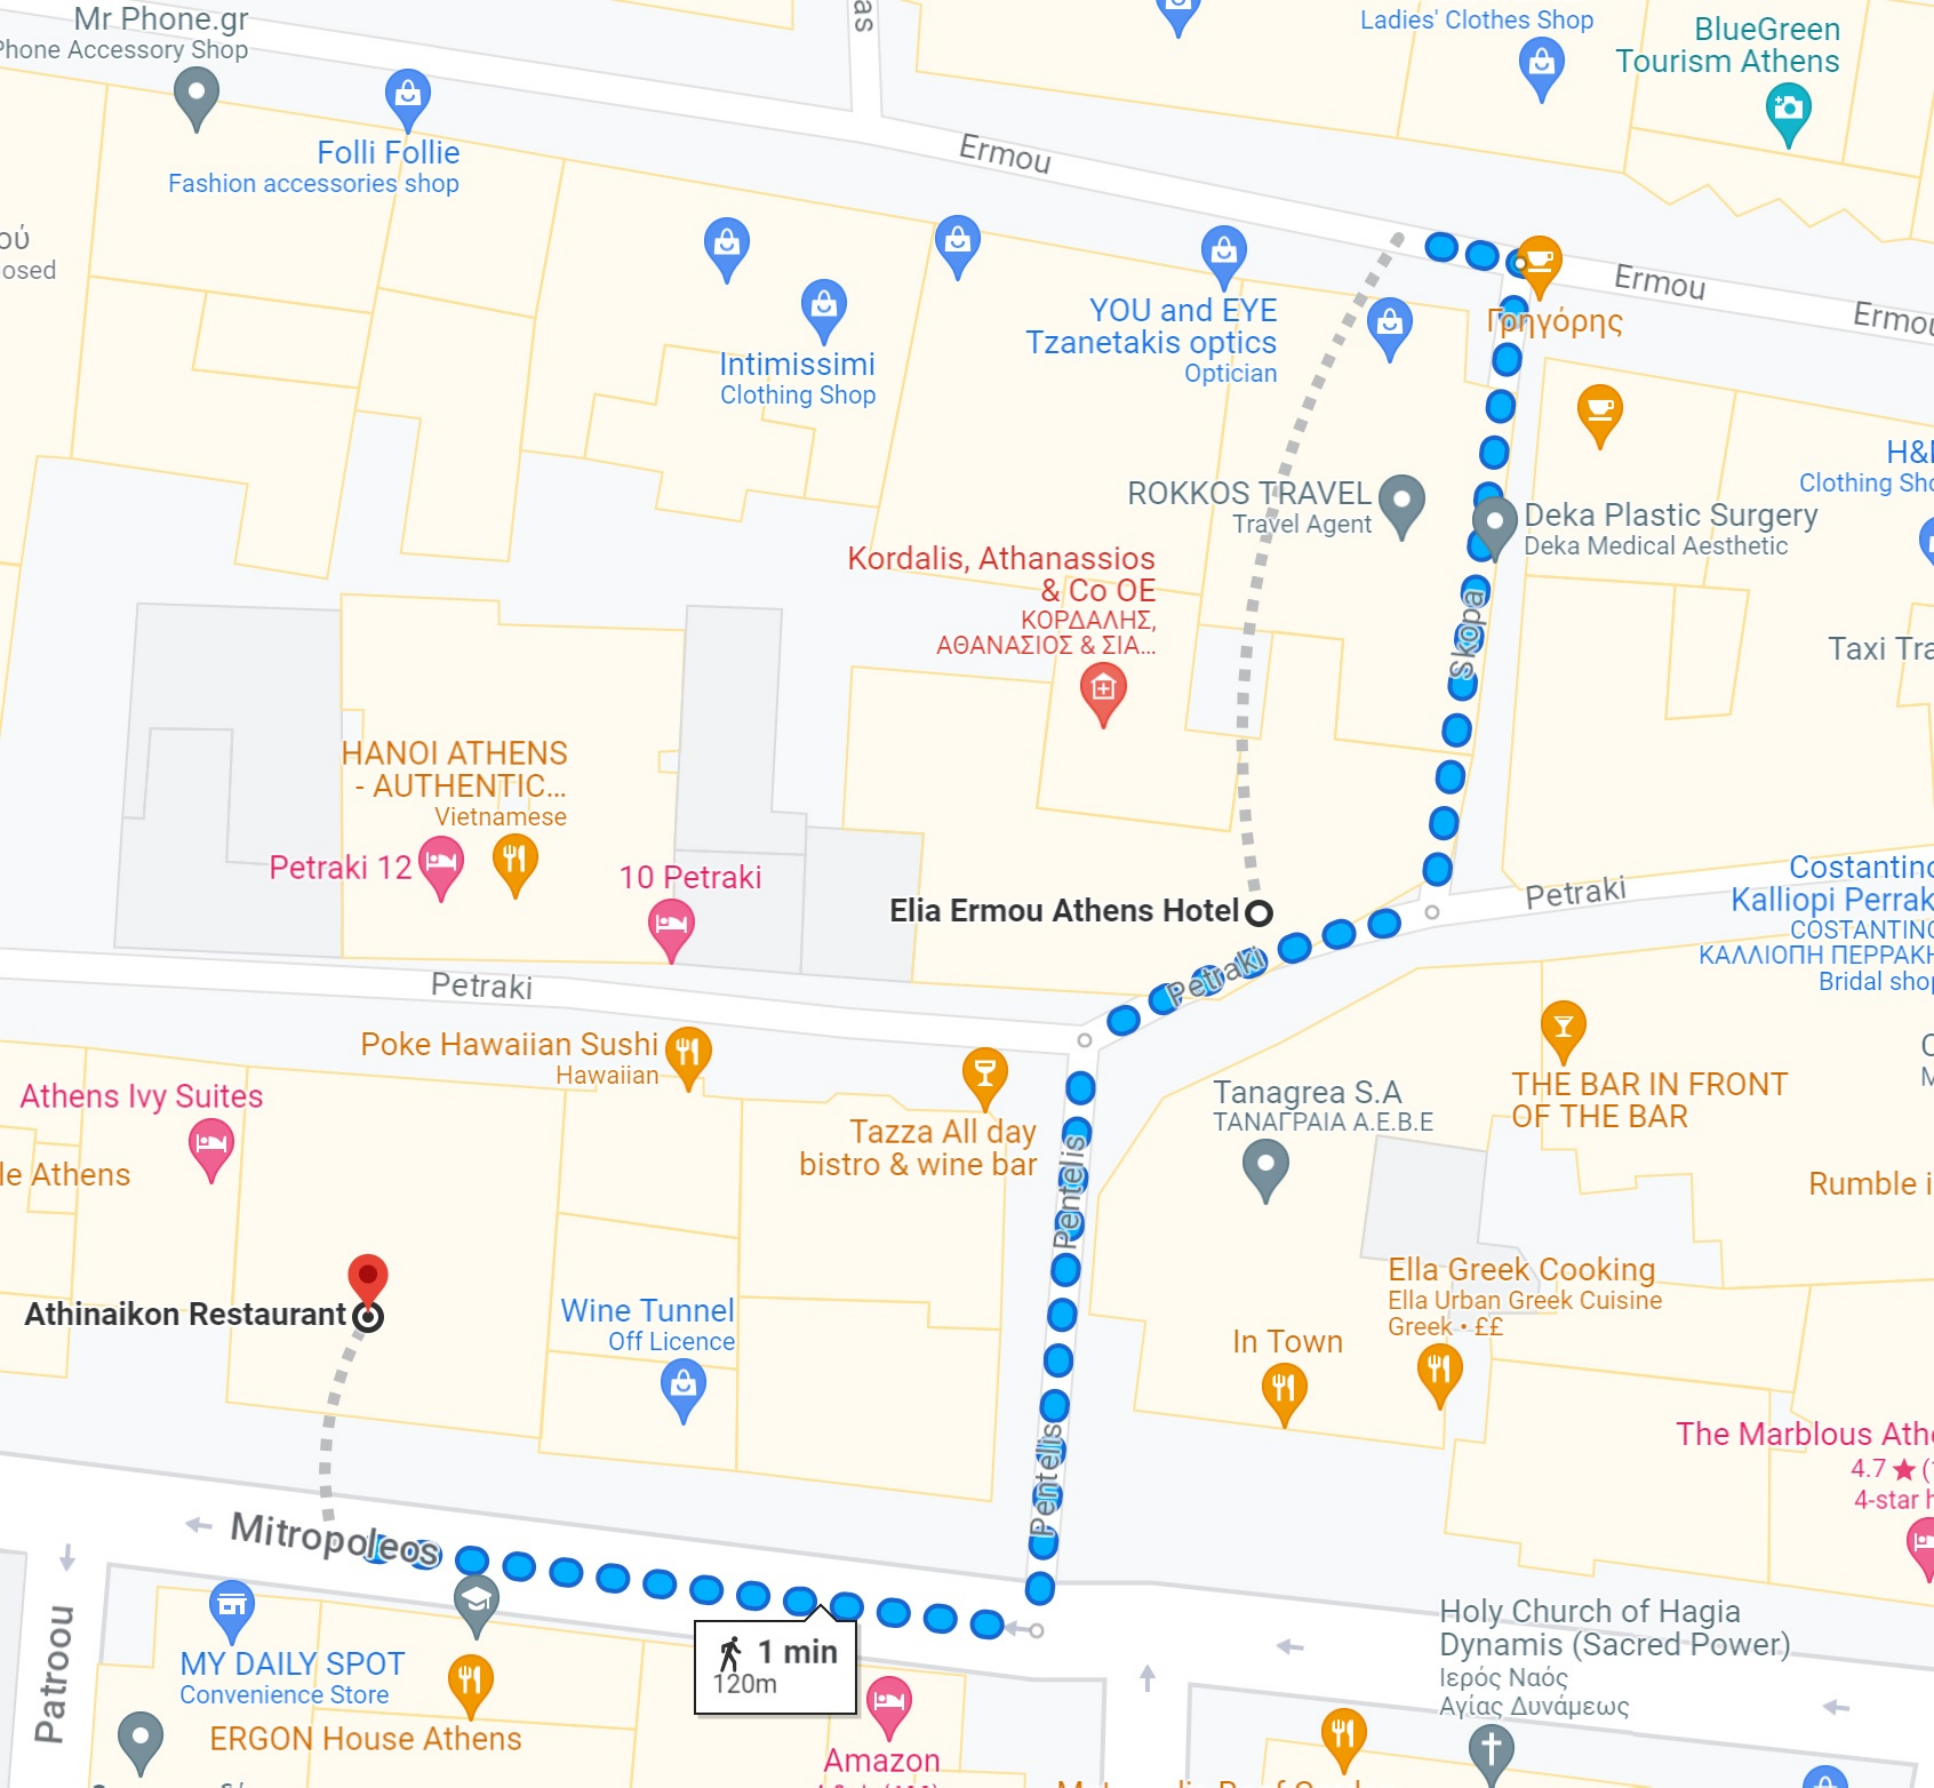 Mr Phone.gr
Phone Accessory Shop
Ladies' Clothes Shop
BlueGreen
Tourism Athens
Folli Follie
Fashion accessories shop
Ermou
Ermou
Ermou
Γρηγόρης
YOU and EYE
Tzanetakis optics
Optician
Intimissimi
Clothing Shop
ROKKOS TRAVEL
Travel Agent
Deka Plastic Surgery
Deka Medical Aesthetic
Clothing Sho
Kordalis, Athanassios
& Co OE
ΚΟΡΔΑΛΗΣ,
ΑΘΑΝΑΣΙΟΣ & ΣΙΑ...
Skopa
Taxi Tra
HANOI ATHENS
- AUTHENTIC...
Vietnamese
Petraki 12
10 Petraki
Elia Ermou Athens Hotel
Petraki
Costantino
Kalliopi Perrak
COSTANTINO
ΚΑΛΛΙΟΠΗ ΠΕΡΡΑΚΗ
Bridal shop
Petraki
Petraki
Poke Hawaiian Sushi
Hawaiian
Athens Ivy Suites
le Athens
Tazza All day
bistro & wine bar
Pentelis
Tanagrea S.A
ΤΑΝΑΓΡΑΙΑ Α.Ε.Β.Ε
THE BAR IN FRONT
OF THE BAR
Rumble i
Athinaikon Restaurant
Wine Tunnel
Off Licence
Ella Greek Cooking
Ella Urban Greek Cuisine
Greek • ££
In Town
Pentelis
The Marblous Athe
4.7 ★ (
4-star h
Mitropoleos
1 min
120m
Patroou
MY DAILY SPOT
Convenience Store
ERGON House Athens
Amazon
Holy Church of Hagia
Dynamis (Sacred Power)
Ιερός Ναός
Αγίας Δυνάμεως